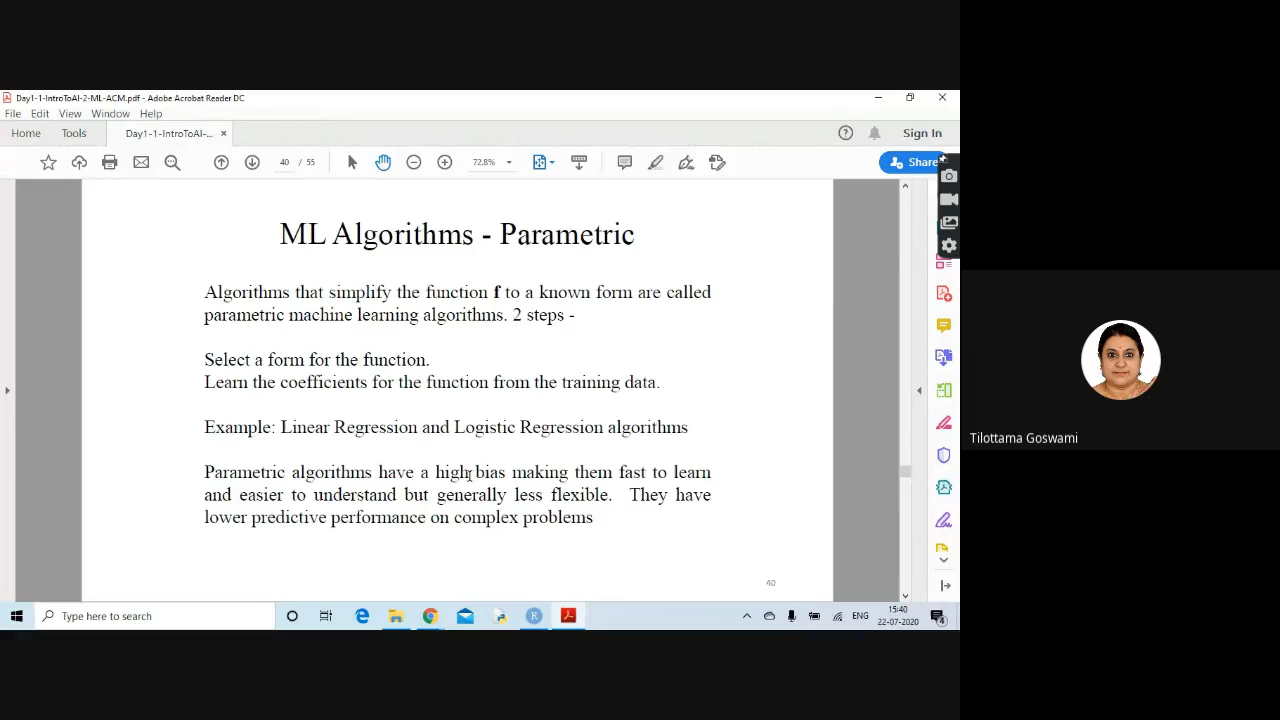 Day1-1-IntroToAI-2-ML-ACM.pdf - Adobe Acrobat Reader DC
File Edit View Window Help
Home Tools Day1-1-IntroToAI-... × Sign In
40 / 55 72.8% Share
ML Algorithms - Parametric
Algorithms that simplify the function f to a known form are called
parametric machine learning algorithms. 2 steps -
Select a form for the function.
Learn the coefficients for the function from the training data.
Example: Linear Regression and Logistic Regression algorithms
Parametric algorithms have a high bias making them fast to learn
and easier to understand but generally less flexible. They have
lower predictive performance on complex problems
40
Tilottama Goswami
Type here to search
ENG
15:40
22-07-2020
4